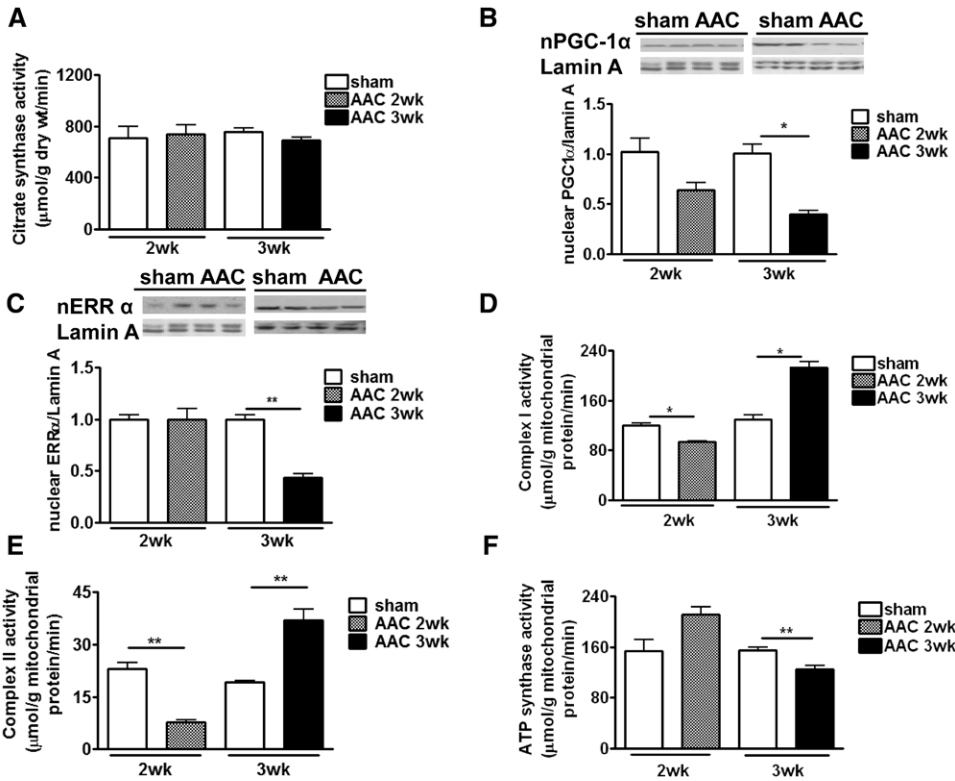 A
Citrate synthase activity
(μmol/g dry wt/min)
1200
800
400
0
2wk
3wk
sham
AAC 2wk
AAC 3wk
B
sham AAC
sham AAC
nPGC-1α
Lamin A
nuclear PGC1α/lamin A
1.5
1.0
0.5
0.0
*
2wk
3wk
sham
AAC 2wk
AAC 3wk
C
sham AAC
sham AAC
nERR α
Lamin A
nuclear ERRα/Lamin A
1.5
1.0
0.5
0.0
**
2wk
3wk
sham
AAC 2wk
AAC 3wk
D
Complex I activity
(μmol/g mitochondrial
protein/min)
240
160
80
0
*
*
2wk
3wk
sham
AAC 2wk
AAC 3wk
E
Complex II activity
(μmol/g mitochondrial
protein/min)
45
30
15
0
**
**
2wk
3wk
sham
AAC 2wk
AAC 3wk
F
ATP synthase activity
(μmol/g mitochondrial
protein/min)
240
160
80
0
**
2wk
3wk
sham
AAC 2wk
AAC 3wk